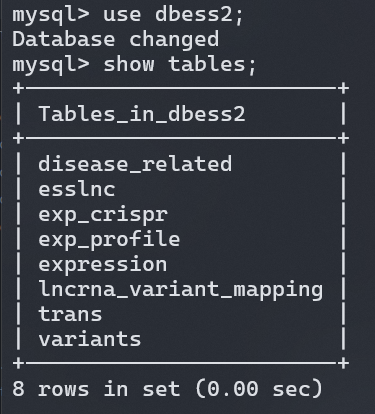 mysql> use dbess2;
Database changed
mysql> show tables;
+------------------------+
| Tables_in_dbess2       |
+------------------------+
| disease_related        |
| esslnc                 |
| exp_crispr             |
| exp_profile            |
| expression             |
| lncrna_variant_mapping |
| trans                  |
| variants               |
+------------------------+
8 rows in set (0.00 sec)